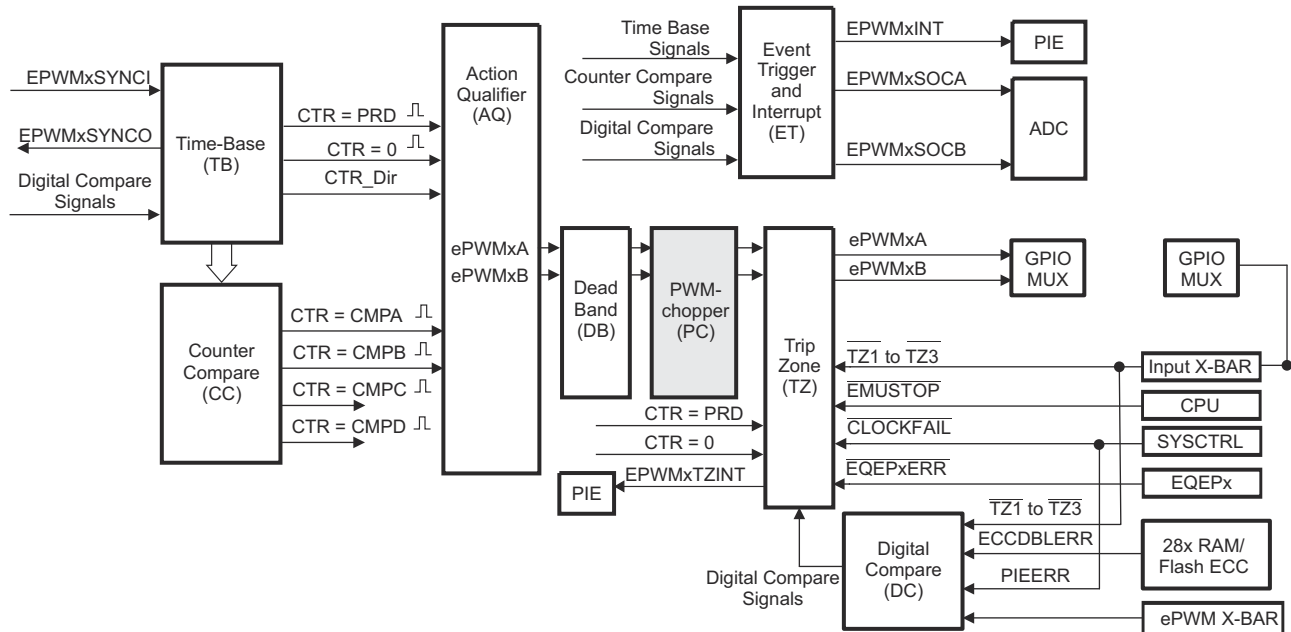 EPWMxSYNCI
EPWMxSYNCO
Digital Compare
Signals
Time-Base
(TB)
CTR = PRD
CTR = 0
CTR_Dir
Counter
Compare
(CC)
CTR = CMPA
CTR = CMPB
CTR = CMPC
CTR = CMPD
Action
Qualifier
(AQ)
ePWMxA
ePWMxB
Time Base
Signals
Counter Compare
Signals
Digital Compare
Signals
Event
Trigger
and
Interrupt
(ET)
EPWMxINT
EPWMxSOCA
EPWMxSOCB
PIE
ADC
Dead
Band
(DB)
PWM-
chopper
(PC)
Trip
Zone
(TZ)
CTR = PRD
CTR = 0
EPWMxTZINT
PIE
ePWMxA
ePWMxB
GPIO
MUX
GPIO
MUX
TZ1 to TZ3
EMUSTOP
CLOCKFAIL
EQEPxERR
Input X-BAR
CPU
SYSCTRL
EQEPx
TZ1 to TZ3
ECCDBLERR
PIEERR
28x RAM/
Flash ECC
ePWM X-BAR
Digital
Compare
(DC)
Digital Compare
Signals